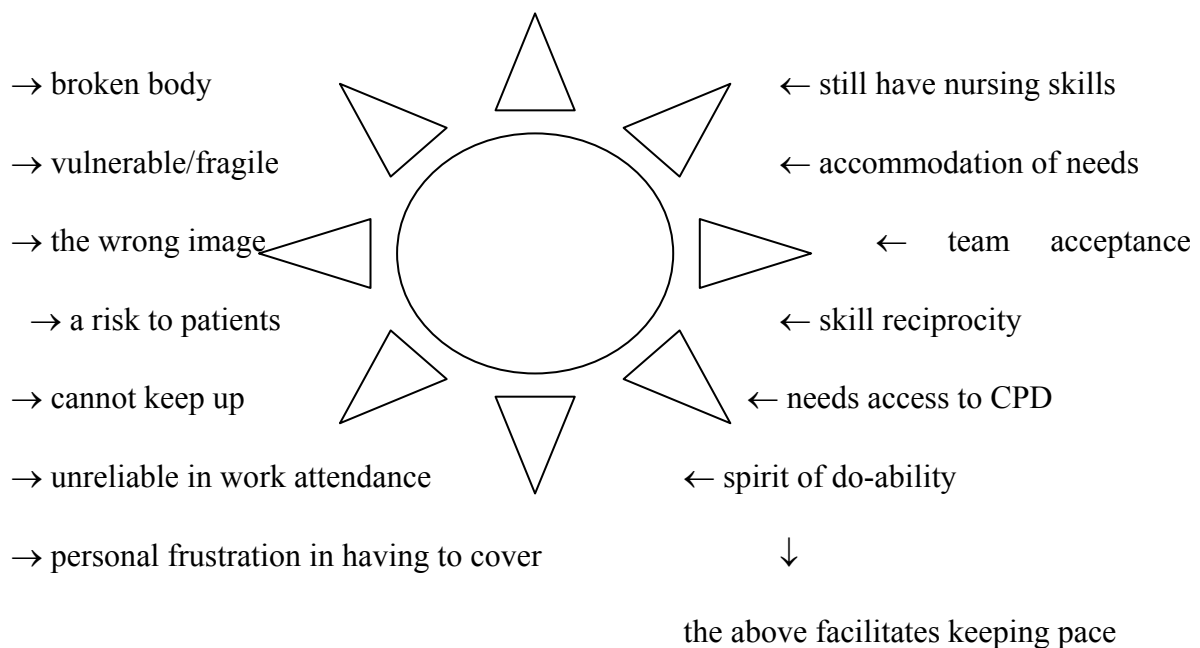 → broken body
← still have nursing skills
→ vulnerable/fragile
← accommodation of needs
→ the wrong image
← team acceptance
→ a risk to patients
← skill reciprocity
→ cannot keep up
← needs access to CPD
→ unreliable in work attendance
← spirit of do-ability
→ personal frustration in having to cover
↓
the above facilitates keeping pace